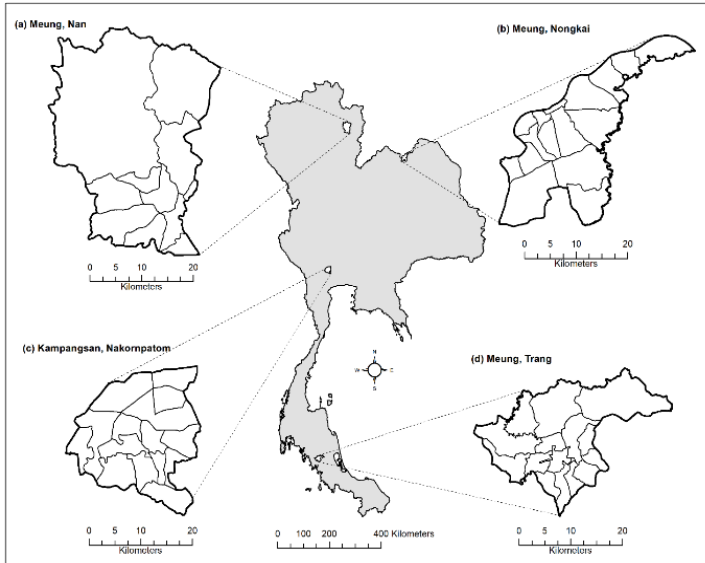 (a) Meung, Nan
(b) Meung, Nongkai
0 5 10 20
Kilometers
0 5 10 20
Kilometers
(c) Kampangsan, Nakornpatom
N
W E
S
(d) Meung, Trang
0 5 10 20
Kilometers
0 100 200 400 Kilometers
0 5 10 20
Kilometers